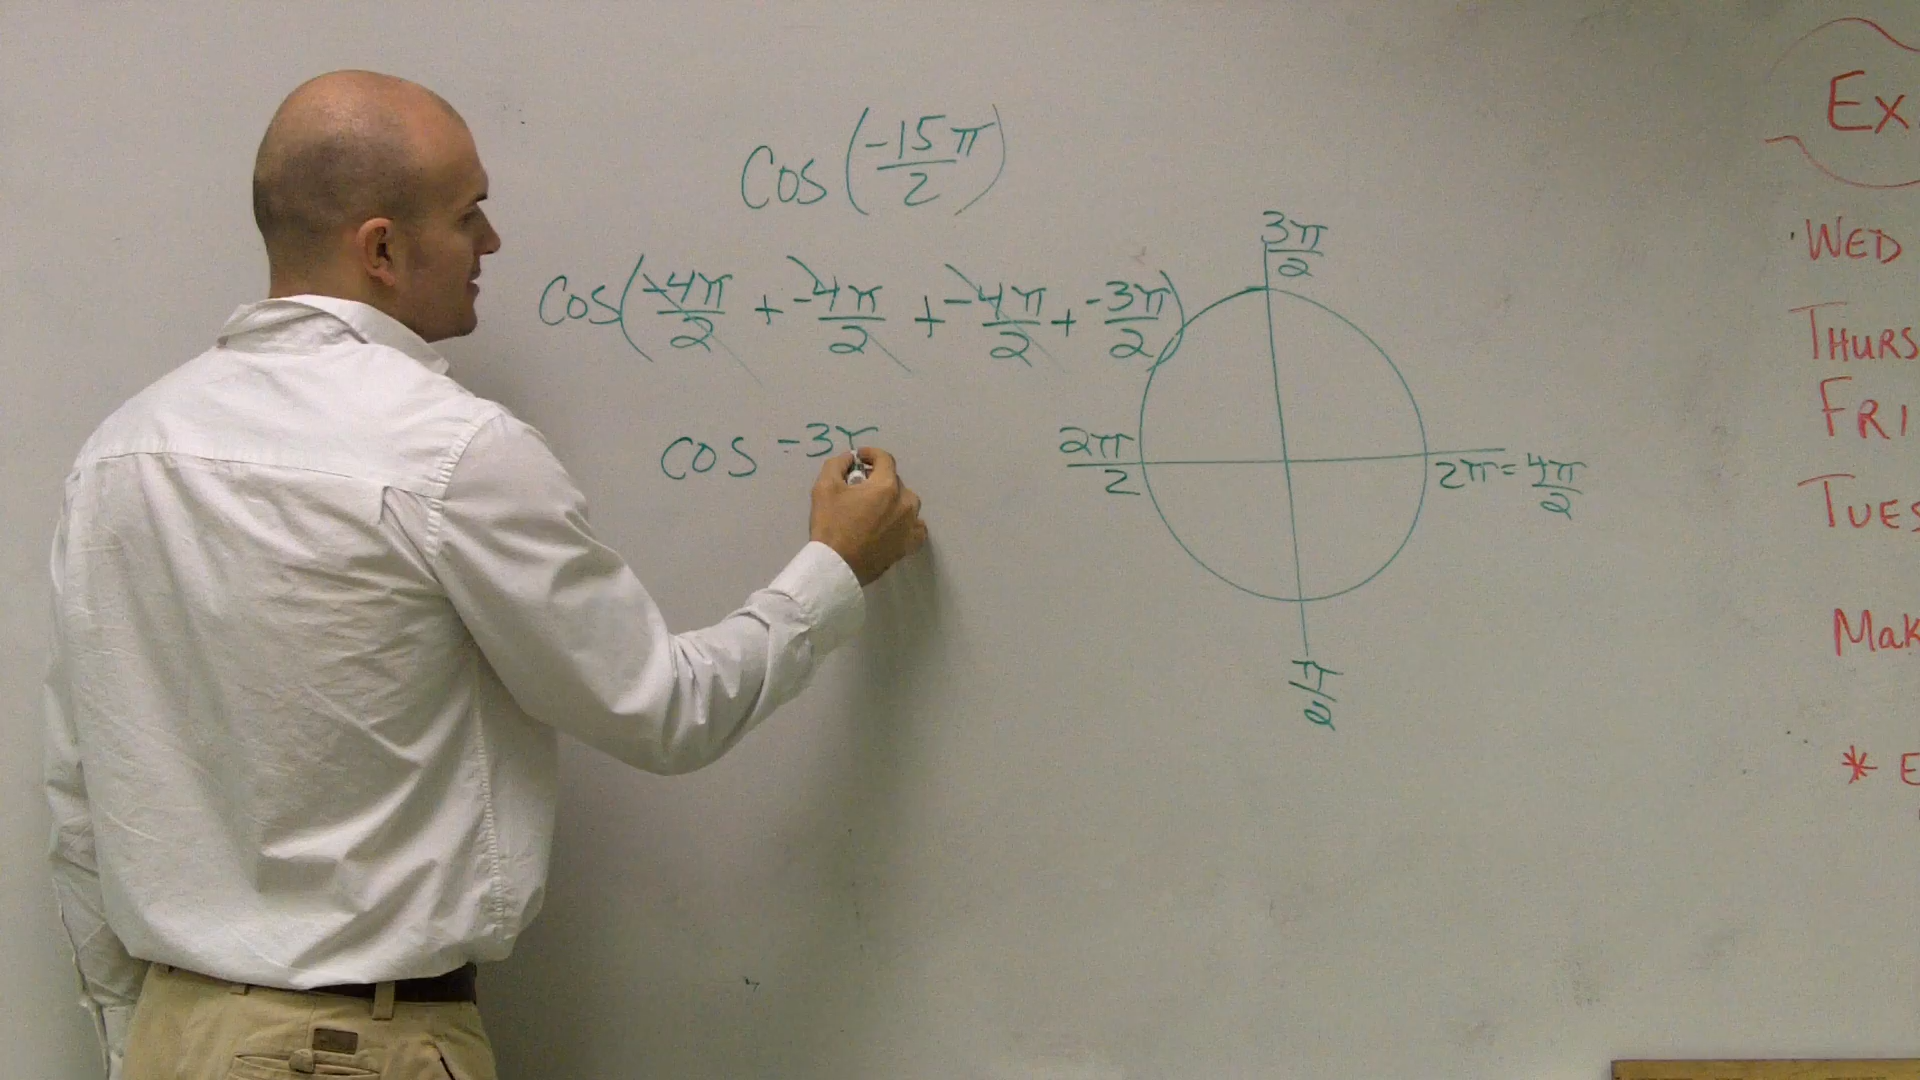 cos(-15π/2)
cos(-4π/2 + -4π/2 + -4π/2 + -3π/2)
cos -3π
3π/2
2π/2
2π = 4π/2
π/2
Ex
WED
THURS
FRI
TUES
Mak
* E